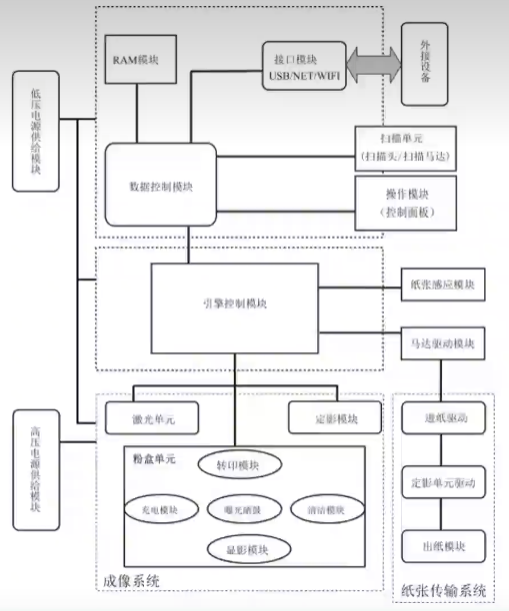 RAM模块
接口模块
USB/NET/WIFI
外接设备
低压电源供给模块
扫描单元
(扫描头/扫描马达)
数据控制模块
操作模块
(控制面板)
引擎控制模块
纸张感应模块
马达驱动模块
激光单元
定影模块
进纸驱动
高压电源供给模块
粉盒单元
转印模块
充电模块
曝光硒鼓
清洁模块
显影模块
定影单元驱动
出纸模块
成像系统
纸张传输系统